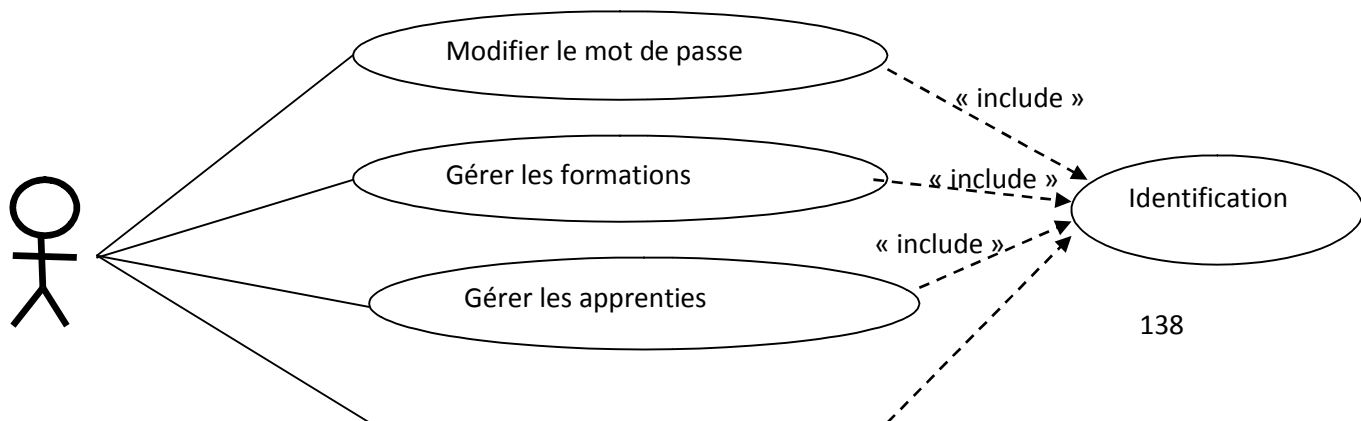 Modifier le mot de passe
« include »
Gérer les formations
« include »
Identification
« include »
Gérer les apprenties
138